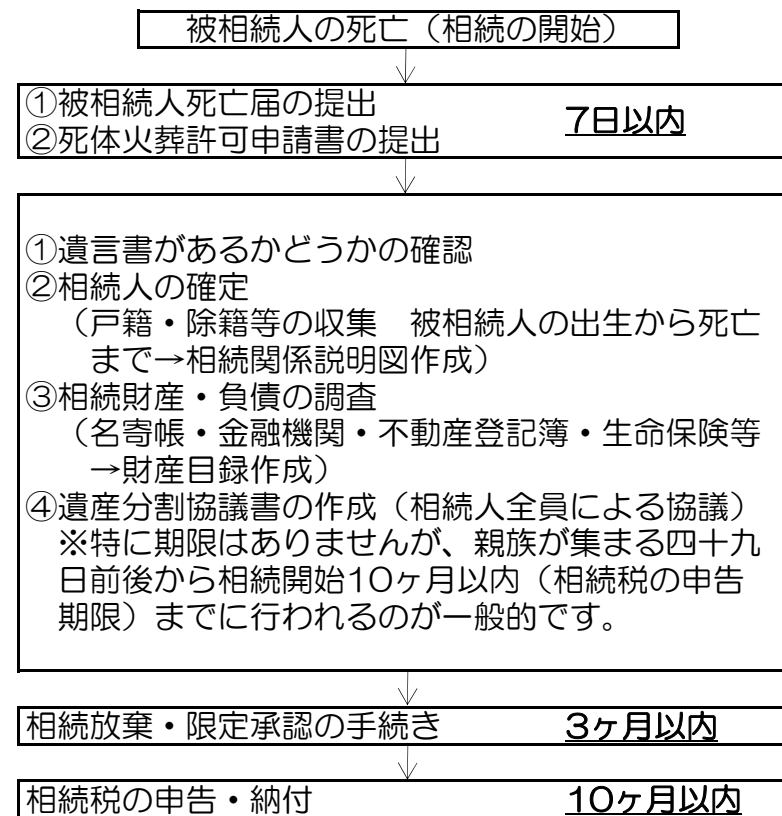 被相続人の死亡（相続の開始）
①被相続人死亡届の提出
②死体火葬許可申請書の提出
7日以内
①遺言書があるかどうかの確認
②相続人の確定
（戸籍・除籍等の収集　被相続人の出生から死亡
まで→相続関係説明図作成）
③相続財産・負債の調査
（名寄帳・金融機関・不動産登記簿・生命保険等
→財産目録作成）
④遺産分割協議書の作成（相続人全員による協議）
※特に期限はありませんが、親族が集まる四十九
日前後から相続開始10ヶ月以内（相続税の申告
期限）までに行われるのが一般的です。
相続放棄・限定承認の手続き　3ヶ月以内
相続税の申告・納付　10ヶ月以内